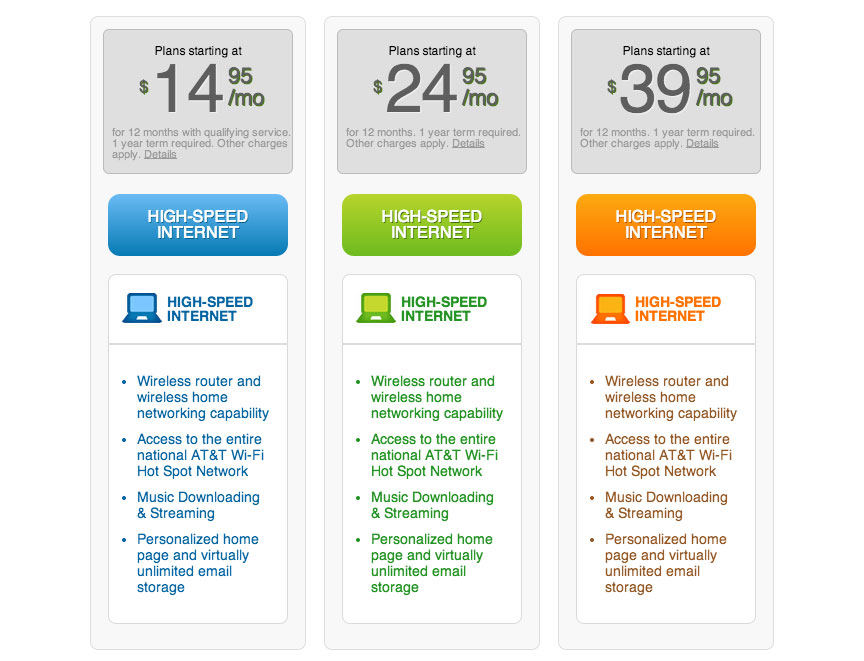 Plans starting at
$14 95 /mo
for 12 months with qualifying service.
1 year term required. Other charges
apply. Details
HIGH-SPEED
INTERNET
HIGH-SPEED
INTERNET
• Wireless router and
wireless home
networking capability
• Access to the entire
national AT&T Wi-Fi
Hot Spot Network
• Music Downloading
& Streaming
• Personalized home
page and virtually
unlimited email
storage
Plans starting at
$24 95 /mo
for 12 months. 1 year term required.
Other charges apply. Details
HIGH-SPEED
INTERNET
HIGH-SPEED
INTERNET
• Wireless router and
wireless home
networking capability
• Access to the entire
national AT&T Wi-Fi
Hot Spot Network
• Music Downloading
& Streaming
• Personalized home
page and virtually
unlimited email
storage
Plans starting at
$39 95 /mo
for 12 months. 1 year term required.
Other charges apply. Details
HIGH-SPEED
INTERNET
HIGH-SPEED
INTERNET
• Wireless router and
wireless home
networking capability
• Access to the entire
national AT&T Wi-Fi
Hot Spot Network
• Music Downloading
& Streaming
• Personalized home
page and virtually
unlimited email
storage